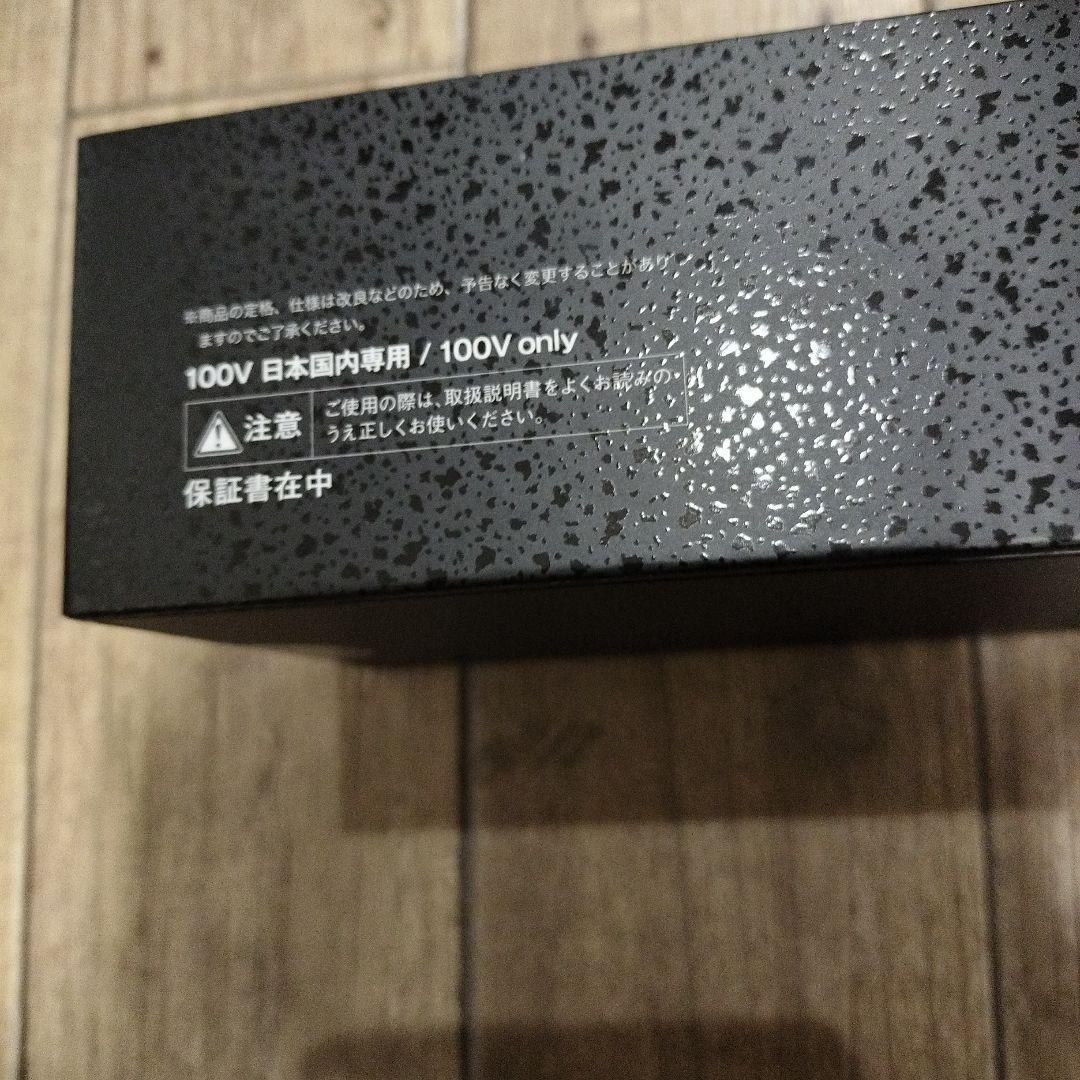 ※商品の定格、仕様は改良などのため、予告なく変更することがあり
ますのでご了承ください。
100V 日本国内専用 / 100V only
注意
ご使用の際は、取扱説明書をよくお読みの
うえ正しくお使いください。
保証書在中